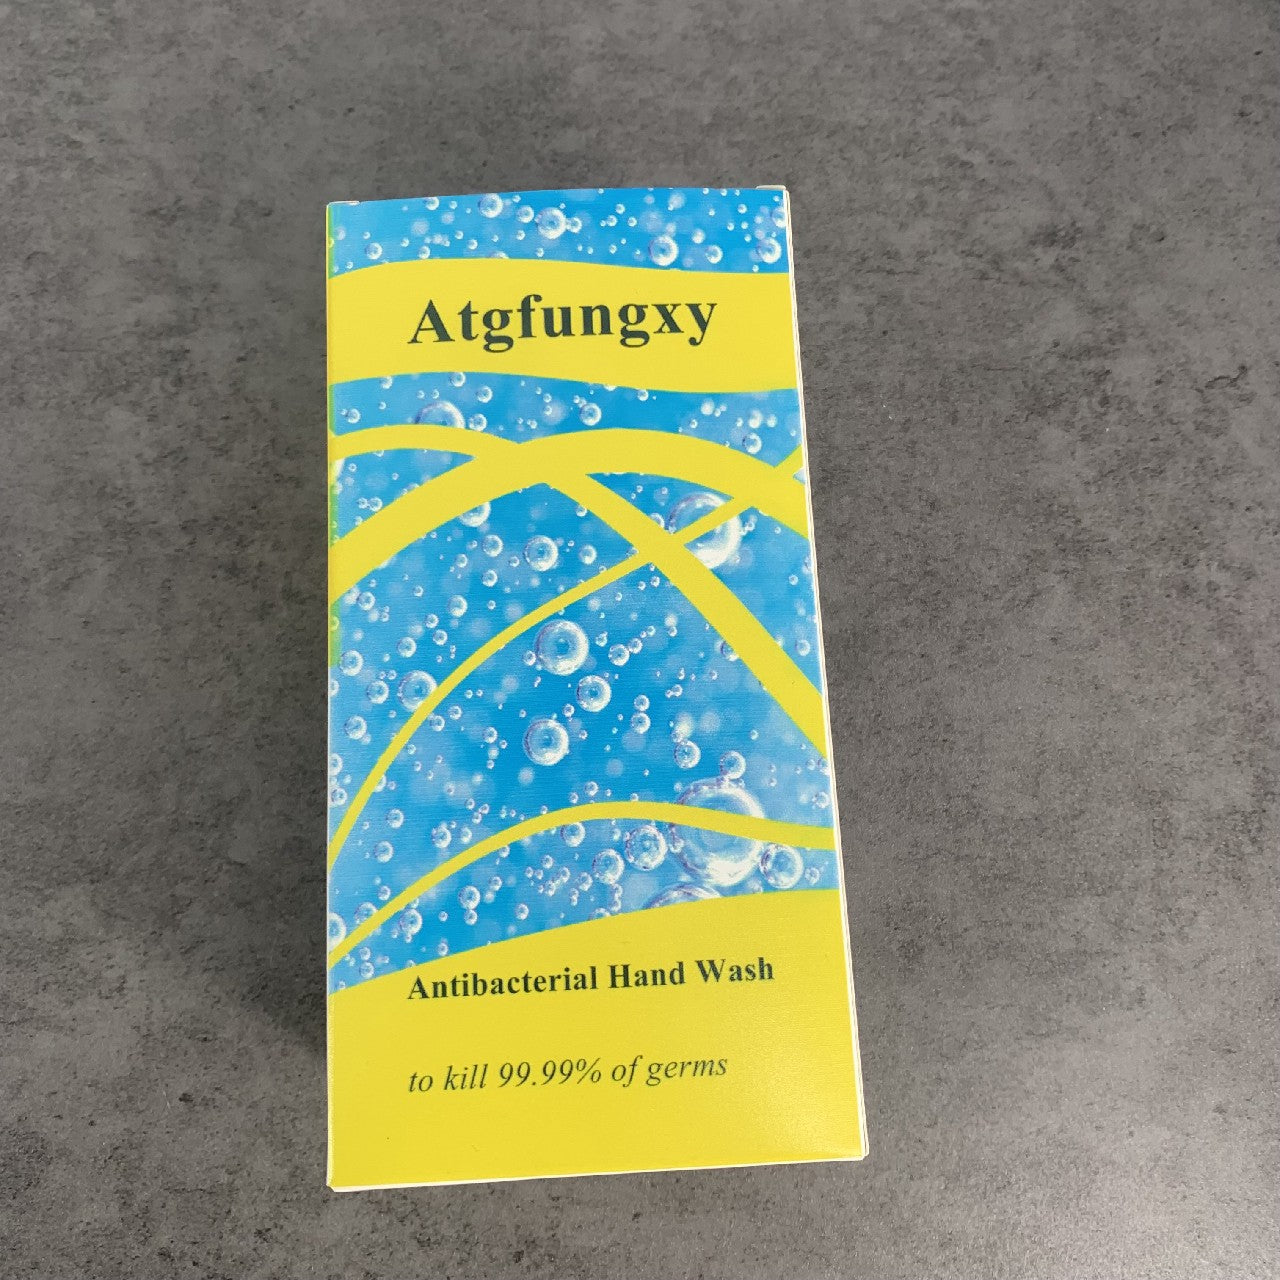 Atgfungxy
Antibacterial Hand Wash
to kill 99.99% of germs